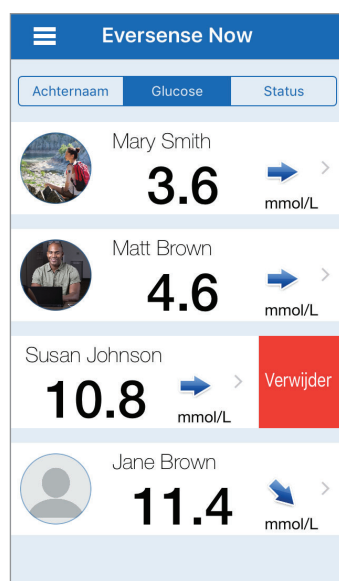 Eversense Now
Achternaam Glucose Status
Mary Smith
3.6
mmol/L
Matt Brown
4.6
mmol/L
Susan Johnson
10.8
mmol/L
Verwijder
Jane Brown
11.4
mmol/L